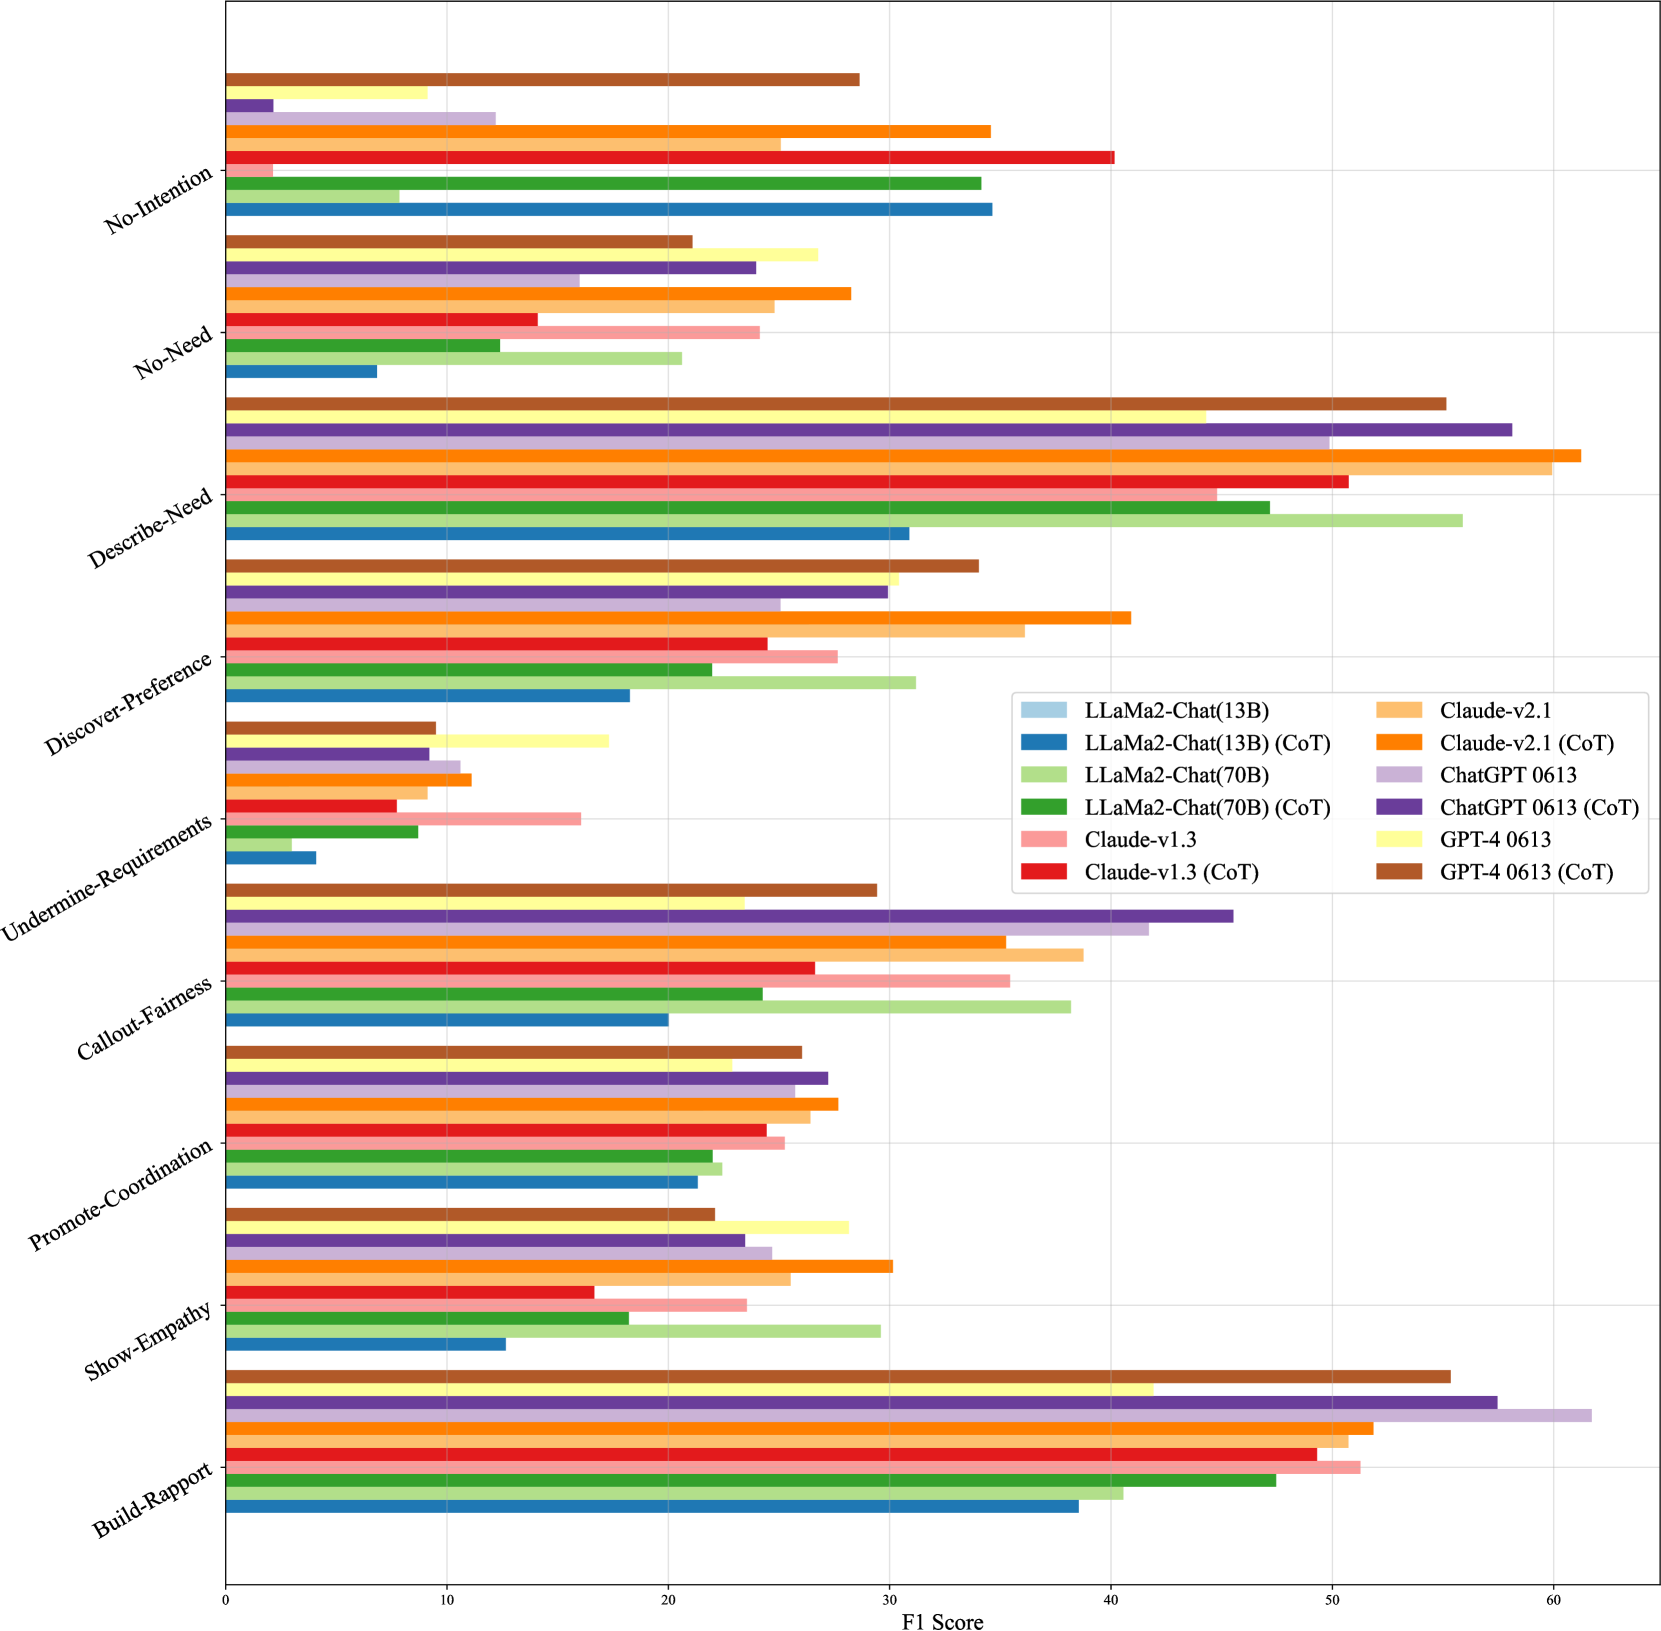 No-Intention
No-Need
Describe-Need
Discover-Preference
Undermine-Requirements
Callout-Fairness
Promote-Coordination
Show-Empathy
Build-Rapport
LLaMa2-Chat(13B)
LLaMa2-Chat(13B) (CoT)
LLaMa2-Chat(70B)
LLaMa2-Chat(70B) (CoT)
Claude-v1.3
Claude-v1.3 (CoT)
Claude-v2.1
Claude-v2.1 (CoT)
ChatGPT 0613
ChatGPT 0613 (CoT)
GPT-4 0613
GPT-4 0613 (CoT)
0 10 20 30 40 50 60
F1 Score